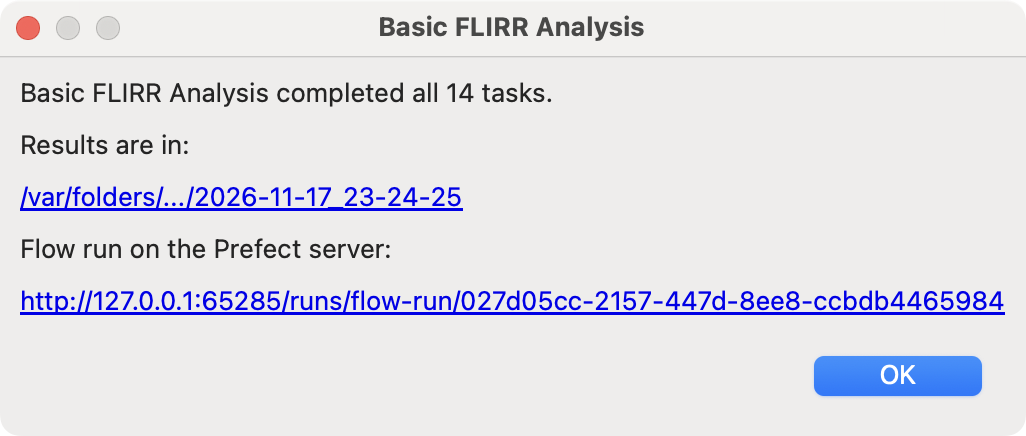 Basic FLIRR Analysis
Basic FLIRR Analysis completed all 14 tasks.
Results are in:
/var/folders/.../2026-11-17_23-24-25
Flow run on the Prefect server:
http://127.0.0.1:65285/runs/flow-run/027d05cc-2157-447d-8ee8-ccbdb4465984
OK